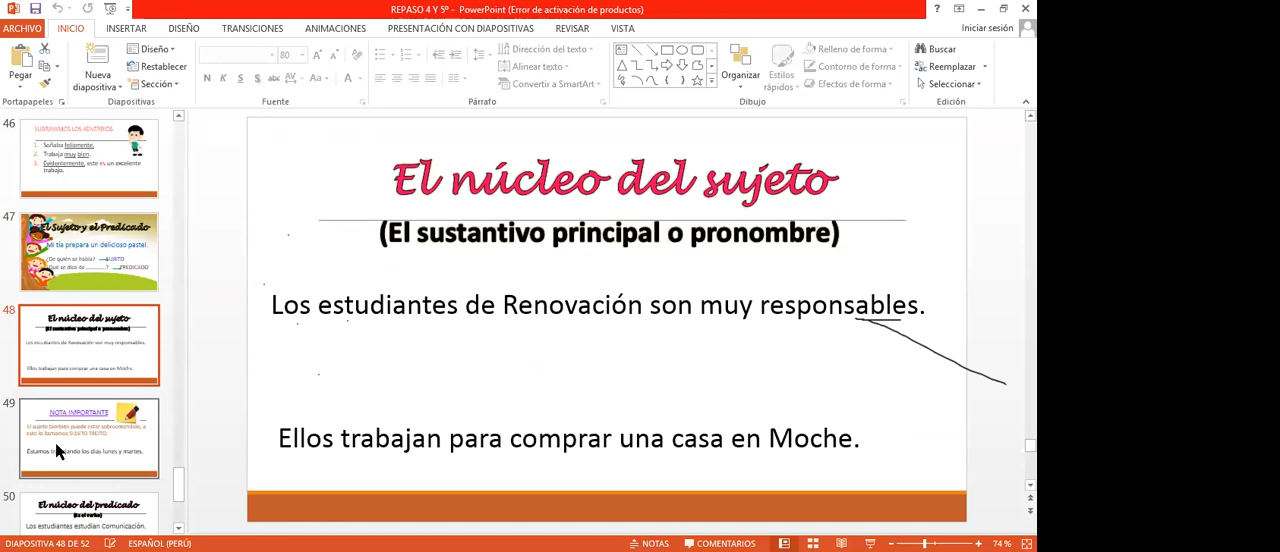 REPASO 4 Y 5º - PowerPoint (Error de activación de productos)
ARCHIVO INICIO INSERTAR DISEÑO TRANSICIONES ANIMACIONES PRESENTACIÓN CON DIAPOSITIVAS REVISAR VISTA Iniciar sesión
Pegar
Portapapeles
Nueva diapositiva
Diseño
Restablecer
Sección
Diapositivas
80
N K S S abc AV Aa A
Fuente
Dirección del texto
Alinear texto
Convertir a SmartArt
Párrafo
Organizar
Estilos rápidos
Relleno de forma
Contorno de forma
Efectos de forma
Dibujo
Buscar
Reemplazar
Seleccionar
Edición
46
SUBRAYAMOS LOS ADVERBIOS
1. Soñaba felizmente.
2. Trabaja muy bien.
3. Evidentemente, este es un excelente
trabajo.
47
El Sujeto y el Predicado
Mi tía prepara un delicioso pastel.
¿De quién se habla? SUJETO
¿Qué se dice de ............? PREDICADO
48
El núcleo del sujeto
(El sustantivo principal o pronombre)
Los estudiantes de Renovación son muy responsables.
Ellos trabajan para comprar una casa en Moche.
49
NOTA IMPORTANTE
El sujeto también puede estar sobreentendido, a
esto le llamamos SUJETO TÁCITO.
Estamos trabajando los días lunes y martes.
50
El núcleo del predicado
(Es el verbo)
Los estudiantes estudian Comunicación.
El núcleo del sujeto
(El sustantivo principal o pronombre)
Los estudiantes de Renovación son muy responsables.
Ellos trabajan para comprar una casa en Moche.
DIAPOSITIVA 48 DE 52 ESPAÑOL (PERÚ) NOTAS COMENTARIOS 74 %